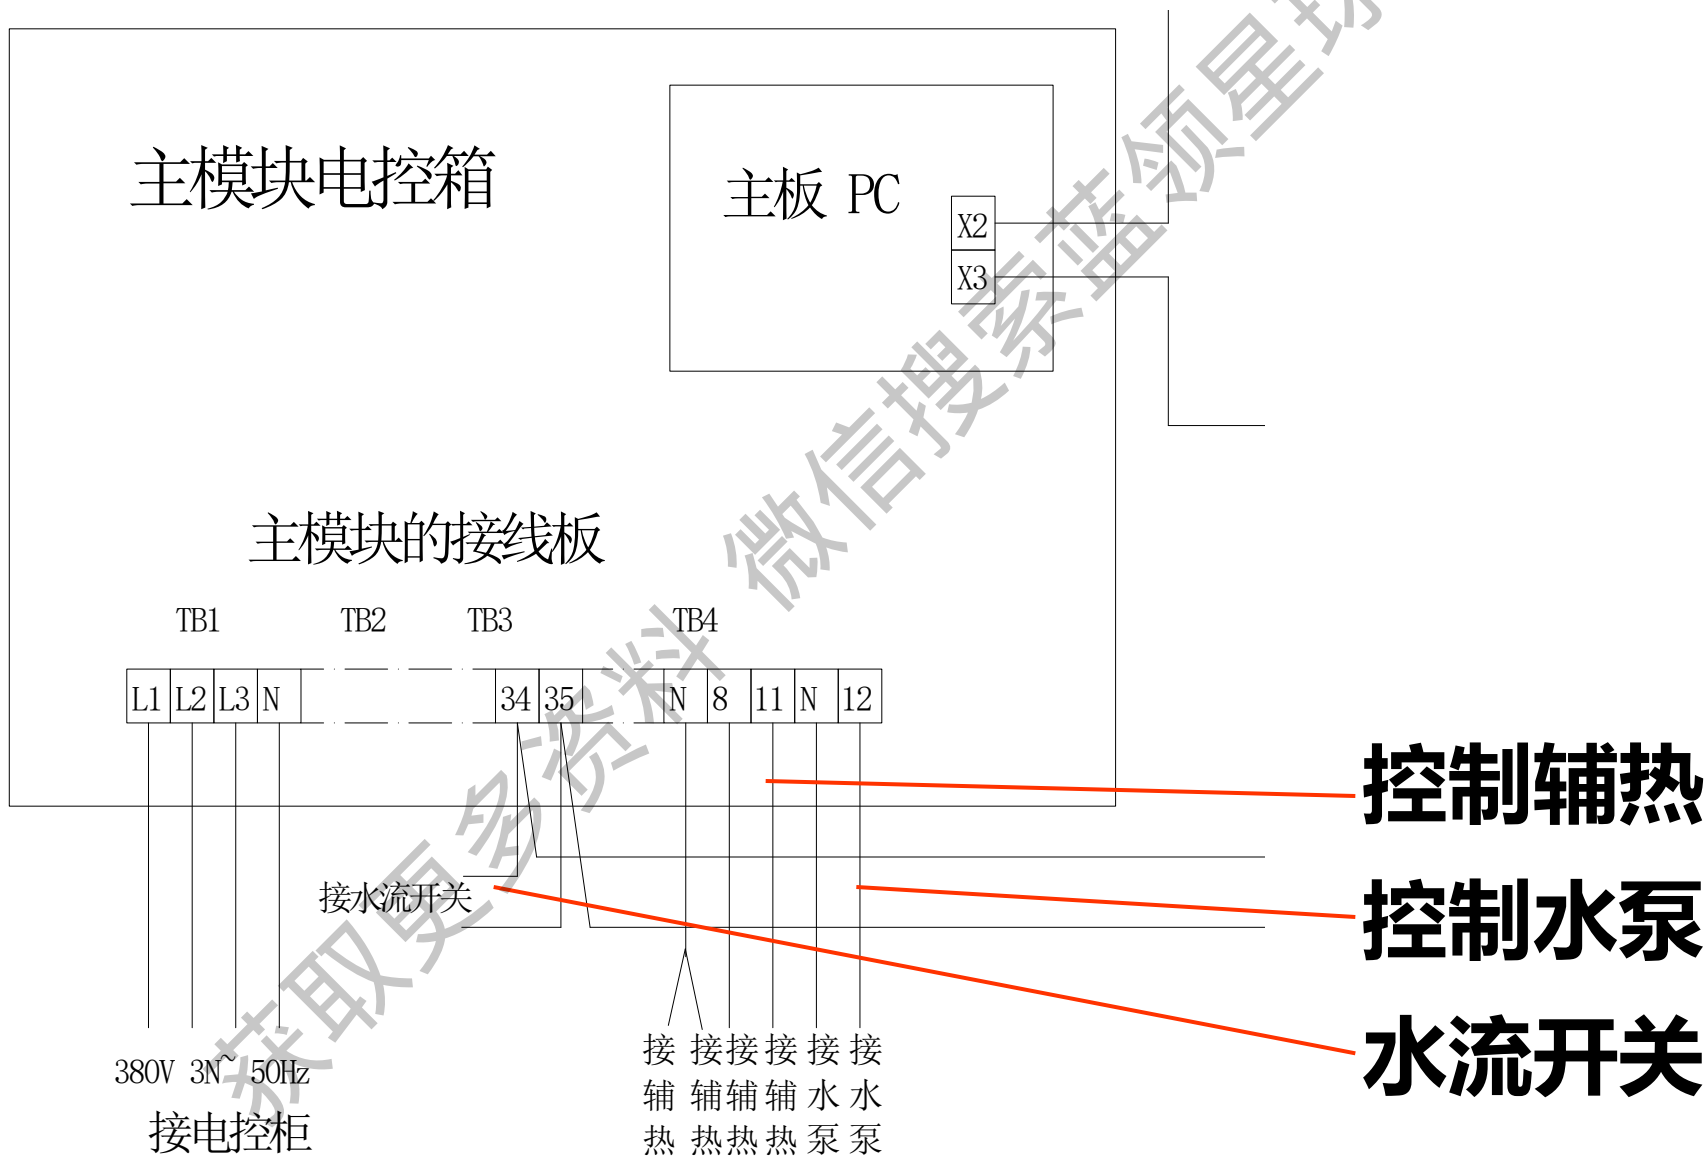 主模块电控箱
主板 PC
X2
X3
主模块的接线板
TB1 TB2 TB3 TB4
L1 L2 L3 N 34 35 N 8 11 N 12
控制辅热
控制水泵
接水流开关
水流开关
380V 3N~ 50Hz
接电控柜
接辅热
接辅热
接辅热
接辅热
接水泵
接水泵
获取更多资料 微信搜索蓝领星球